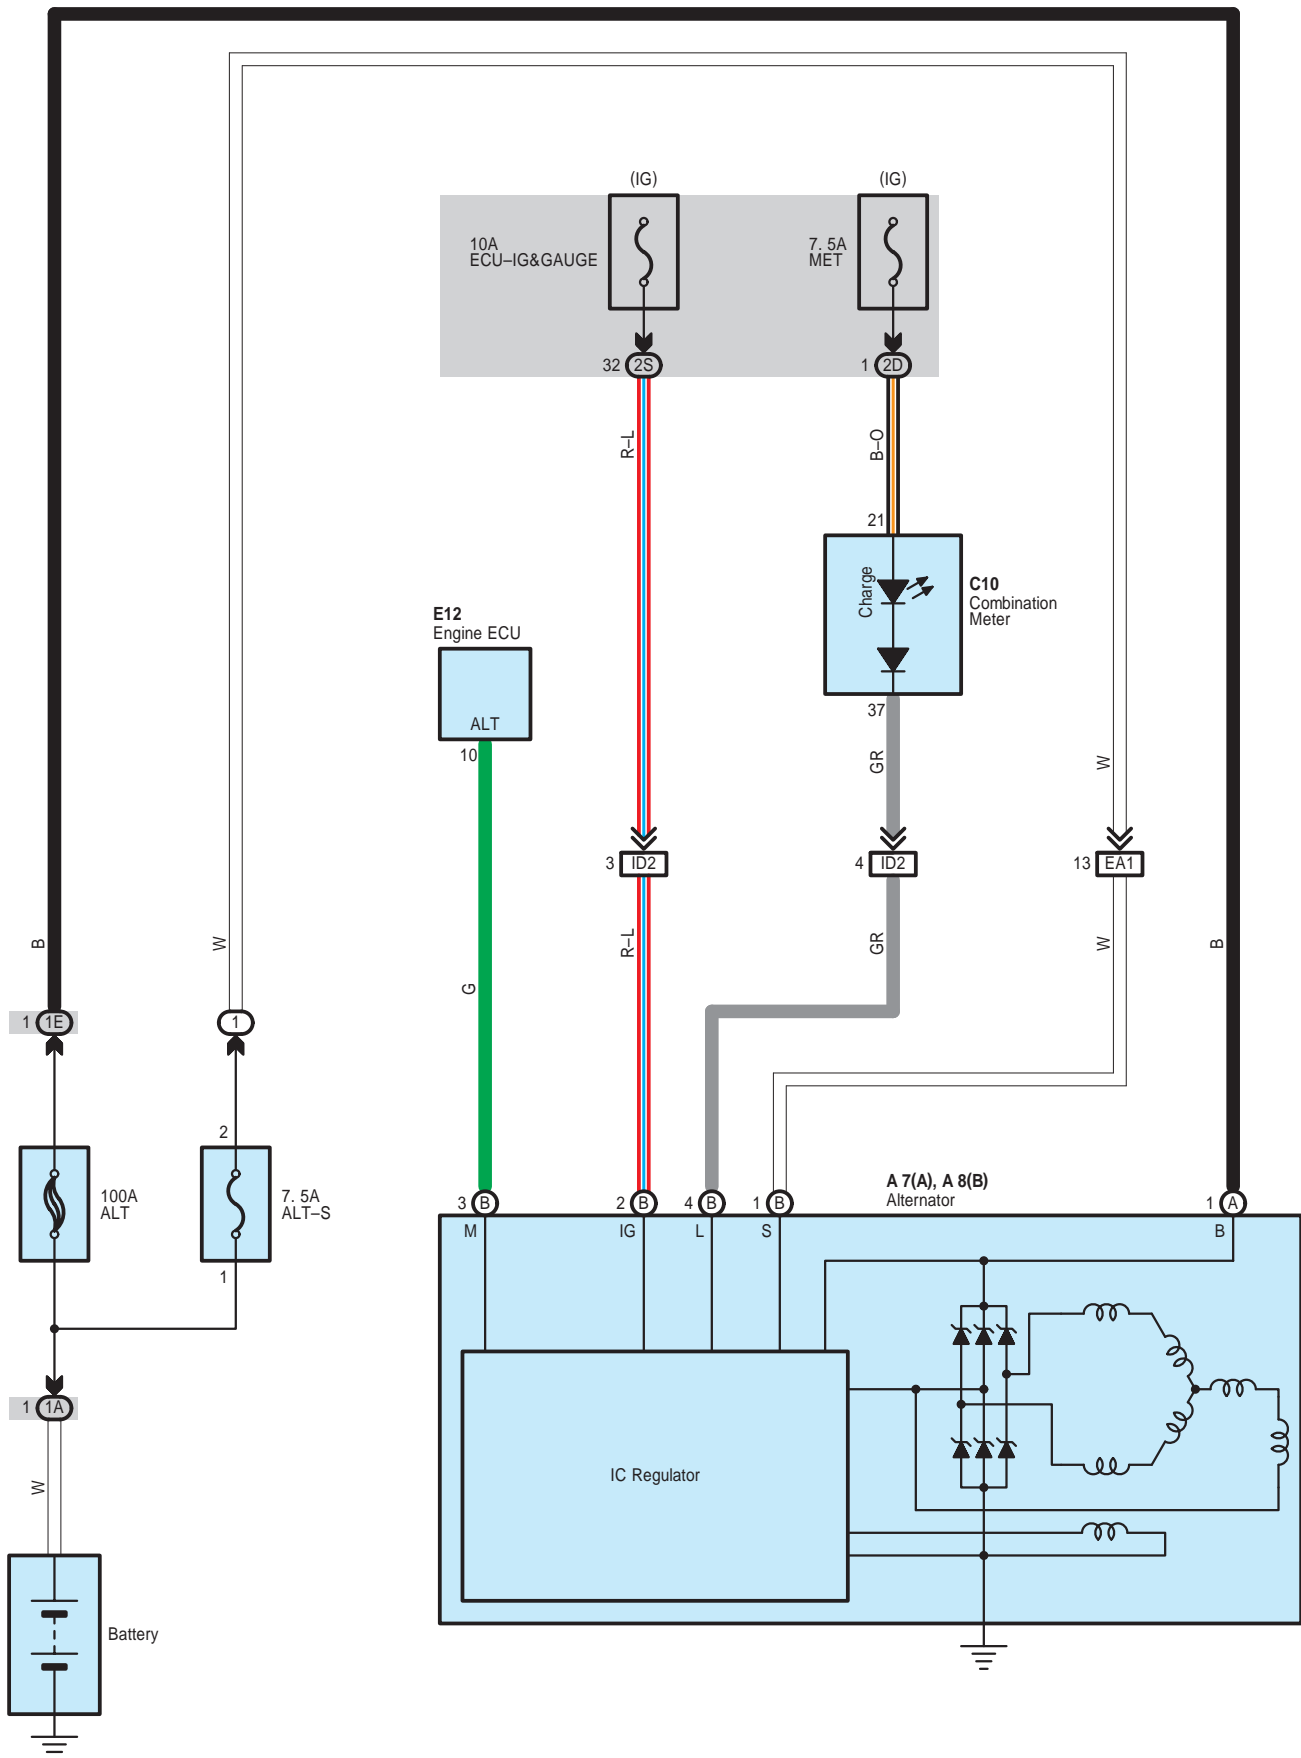 (IG)
(IG)
10A
ECU–IG&GAUGE
7. 5A
MET
32 2S
1 2D
R–L
B–O
21
Charge
C10
Combination
Meter
E12
Engine ECU
ALT
10
37
GR
W
3 ID2
4 ID2
13 EA1
B
W
G
R–L
GR
W
B
1 1E
1
2
100A
ALT
7. 5A
ALT–S
1
A 7(A), A 8(B)
Alternator
3 B
2 B
4 B
1 B
1 A
M
IG
L
S
B
1 1A
W
IC Regulator
Battery